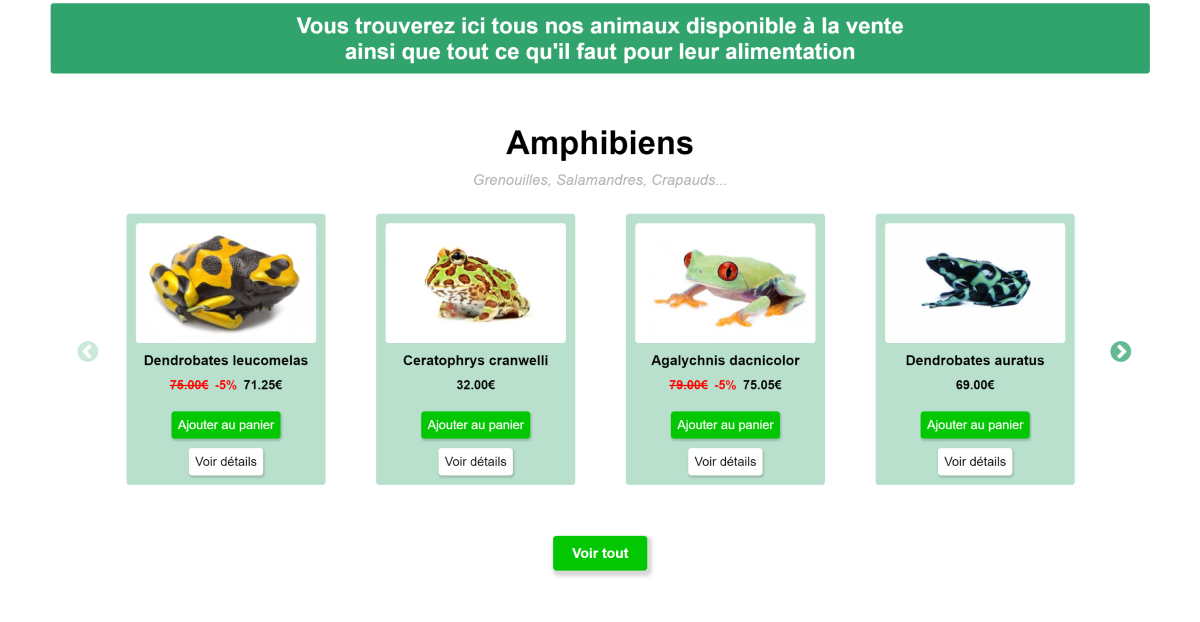 Vous trouverez ici tous nos animaux disponible à la vente
ainsi que tout ce qu'il faut pour leur alimentation
Amphibiens
Grenouilles, Salamandres, Crapauds...
Dendrobates leucomelas
75.00€ -5% 71.25€
Ajouter au panier
Voir détails
Ceratophrys cranwelli
32.00€
Ajouter au panier
Voir détails
Agalychnis dacnicolor
79.00€ -5% 75.05€
Ajouter au panier
Voir détails
Dendrobates auratus
69.00€
Ajouter au panier
Voir détails
Voir tout